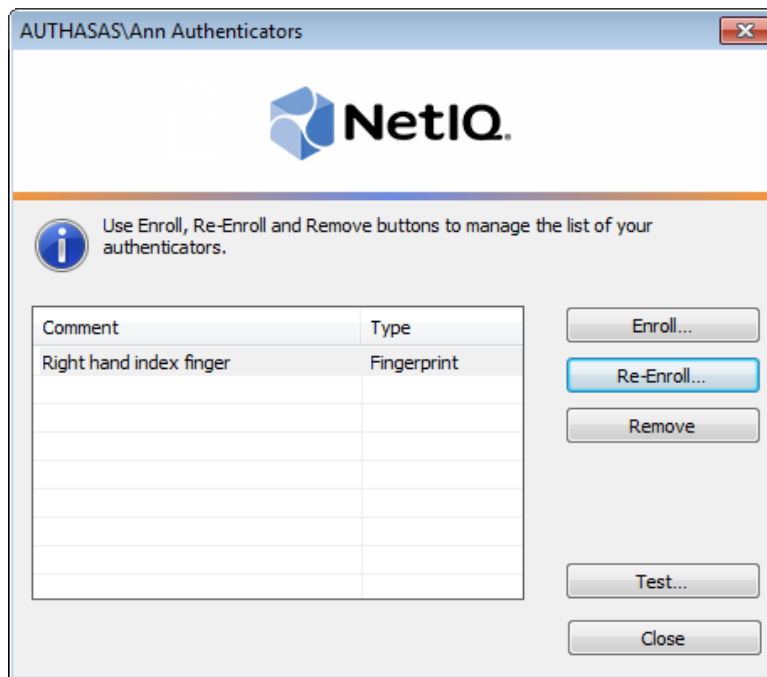 AUTHASAS\Ann Authenticators
NetIQ.
Use Enroll, Re-Enroll and Remove buttons to manage the list of your
authenticators.
Comment Type
Right hand index finger Fingerprint
Enroll...
Re-Enroll...
Remove
Test...
Close